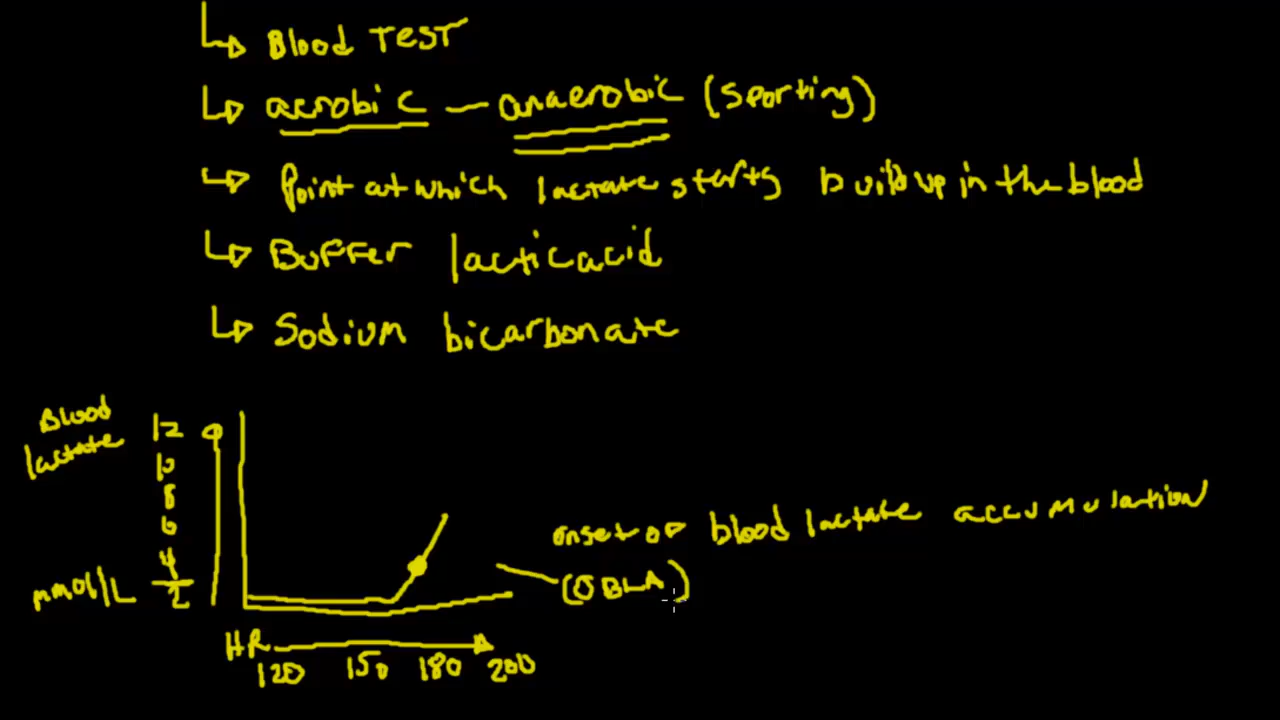 Blood TEST
aerobic — anaerobic (sporting)
Point at which lactate starts build up in the blood
Buffer lactic acid
Sodium bicarbonate
Blood
lactate
12
10
8
6
4
2
mmol/L
onset of blood lactate accumulation
(OBLA)
HR
120 150 180 200